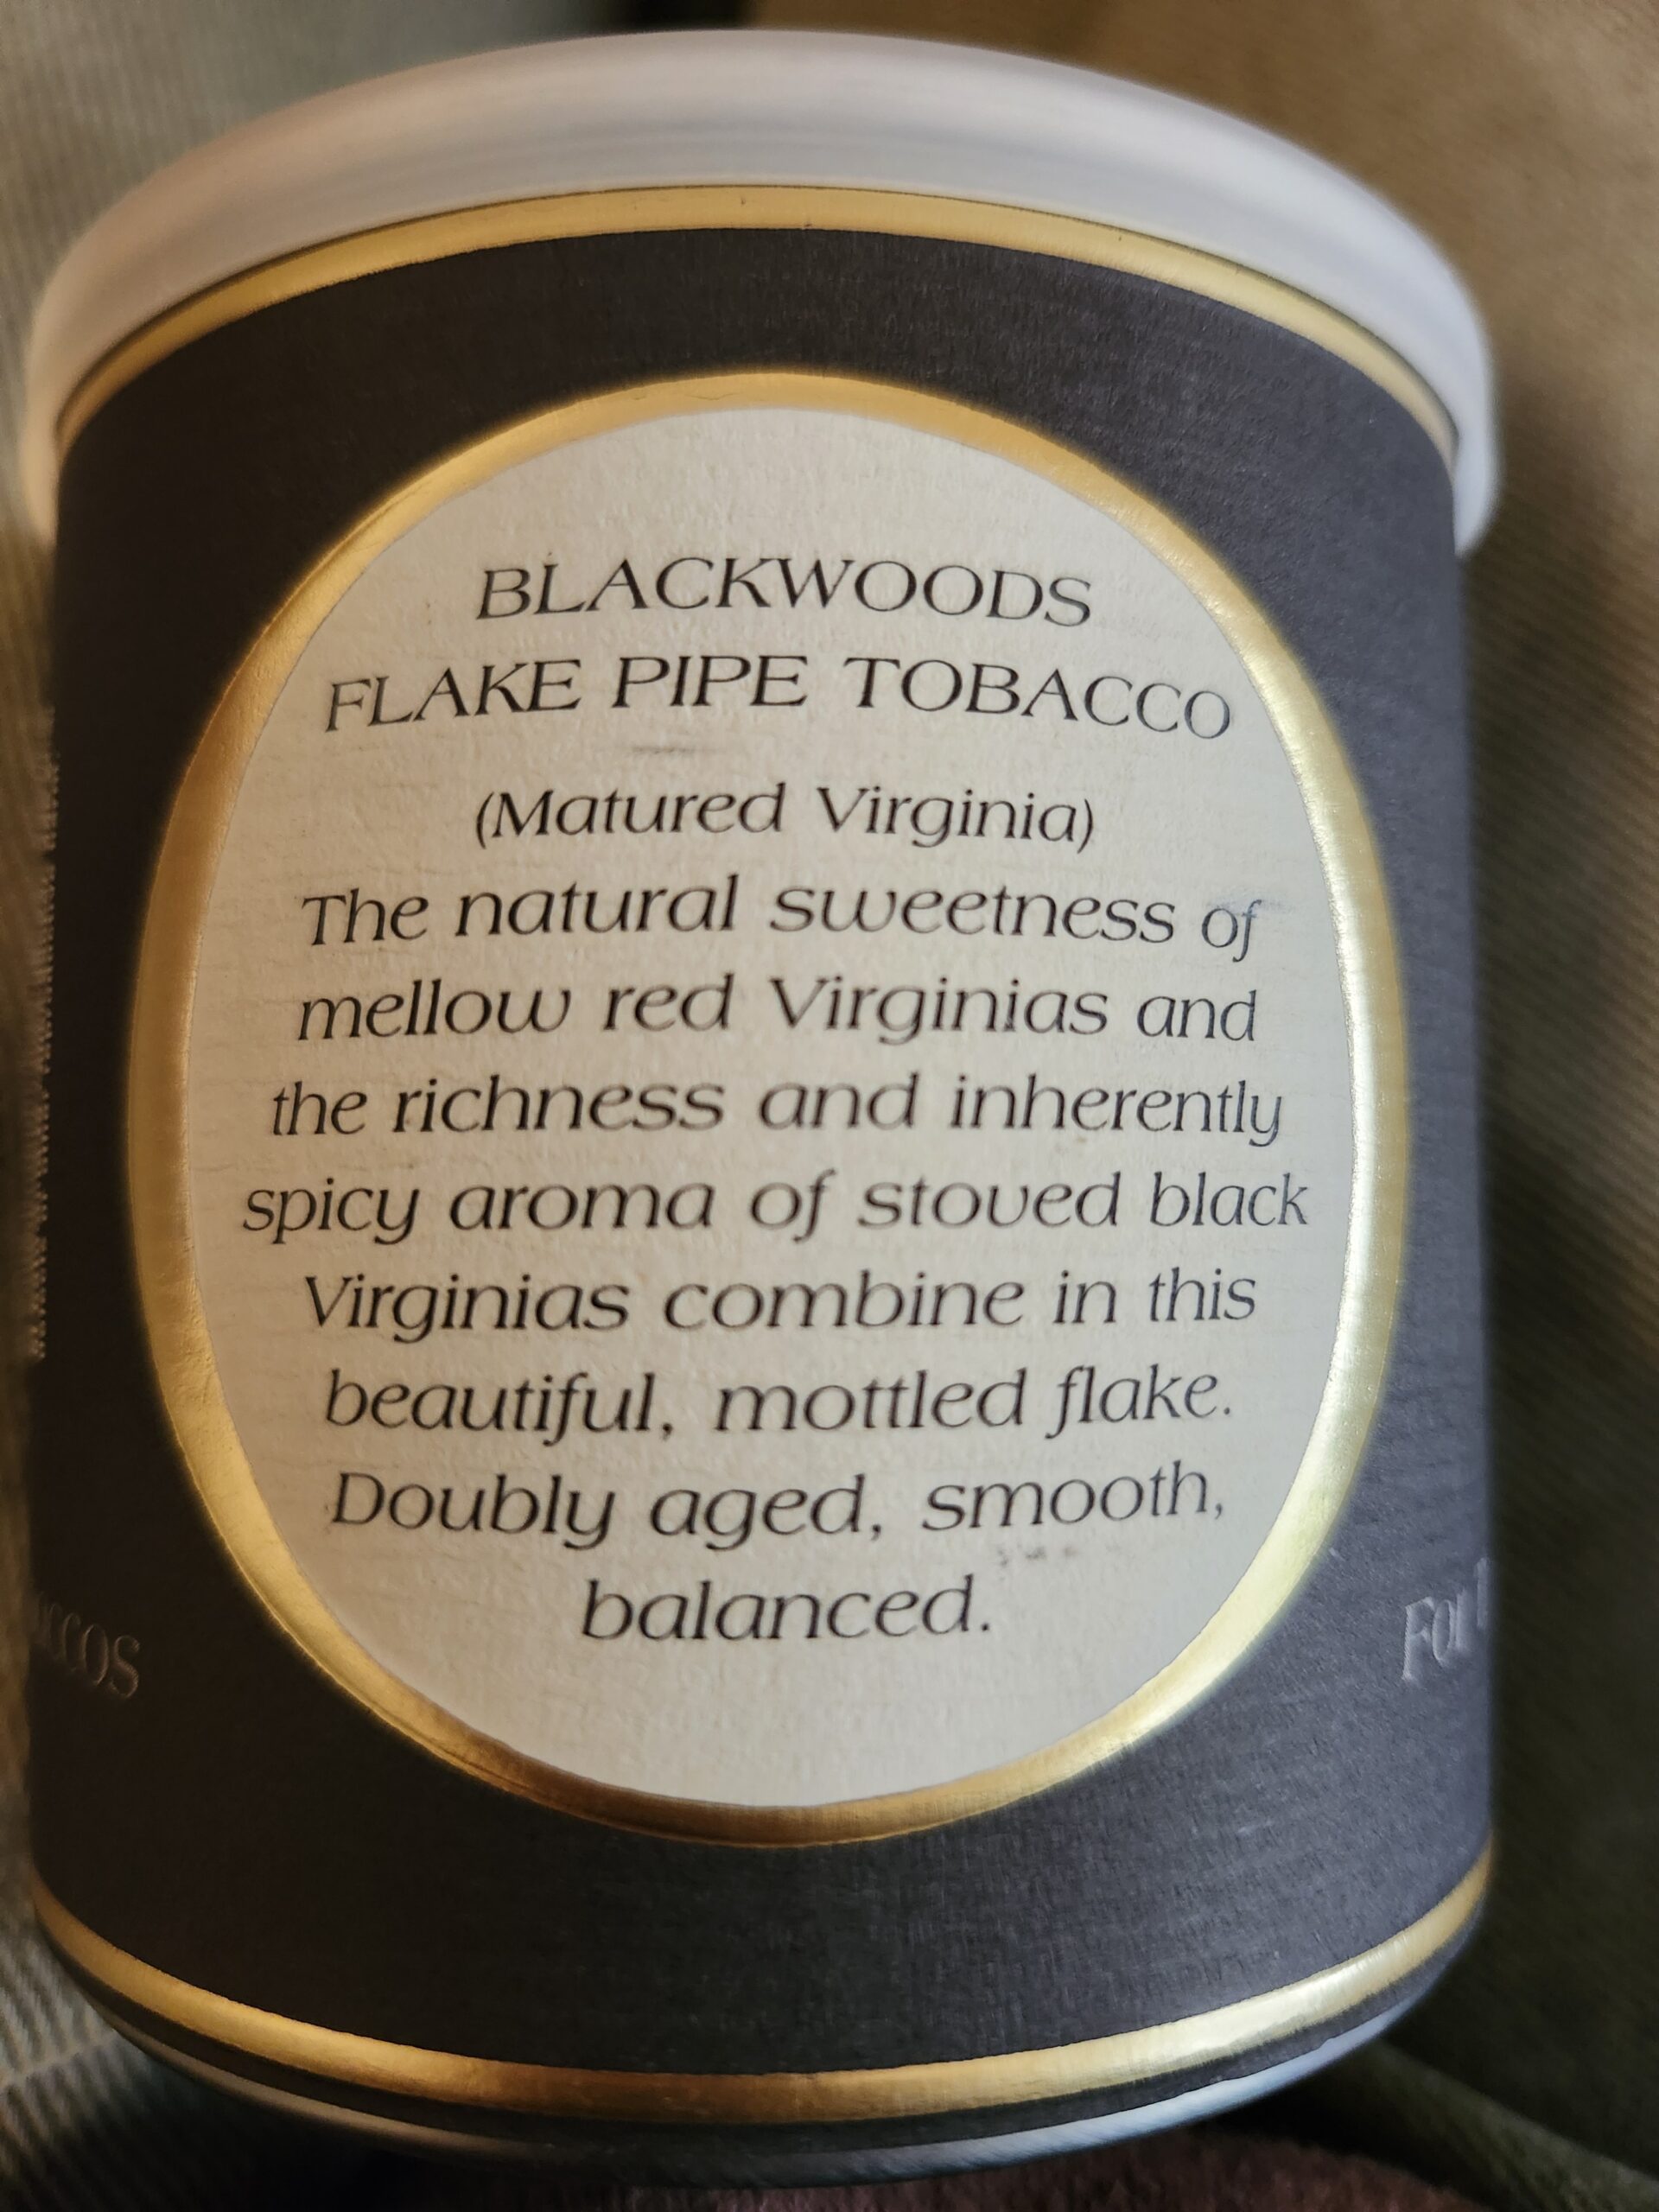 BLACKWOODS
FLAKE PIPE TOBACCO
(Matured Virginia)
The natural sweetness of
mellow red Virginias and
the richness and inherently
spicy aroma of stoved black
Virginias combine in this
beautiful, mottled flake.
Doubly aged, smooth,
balanced.